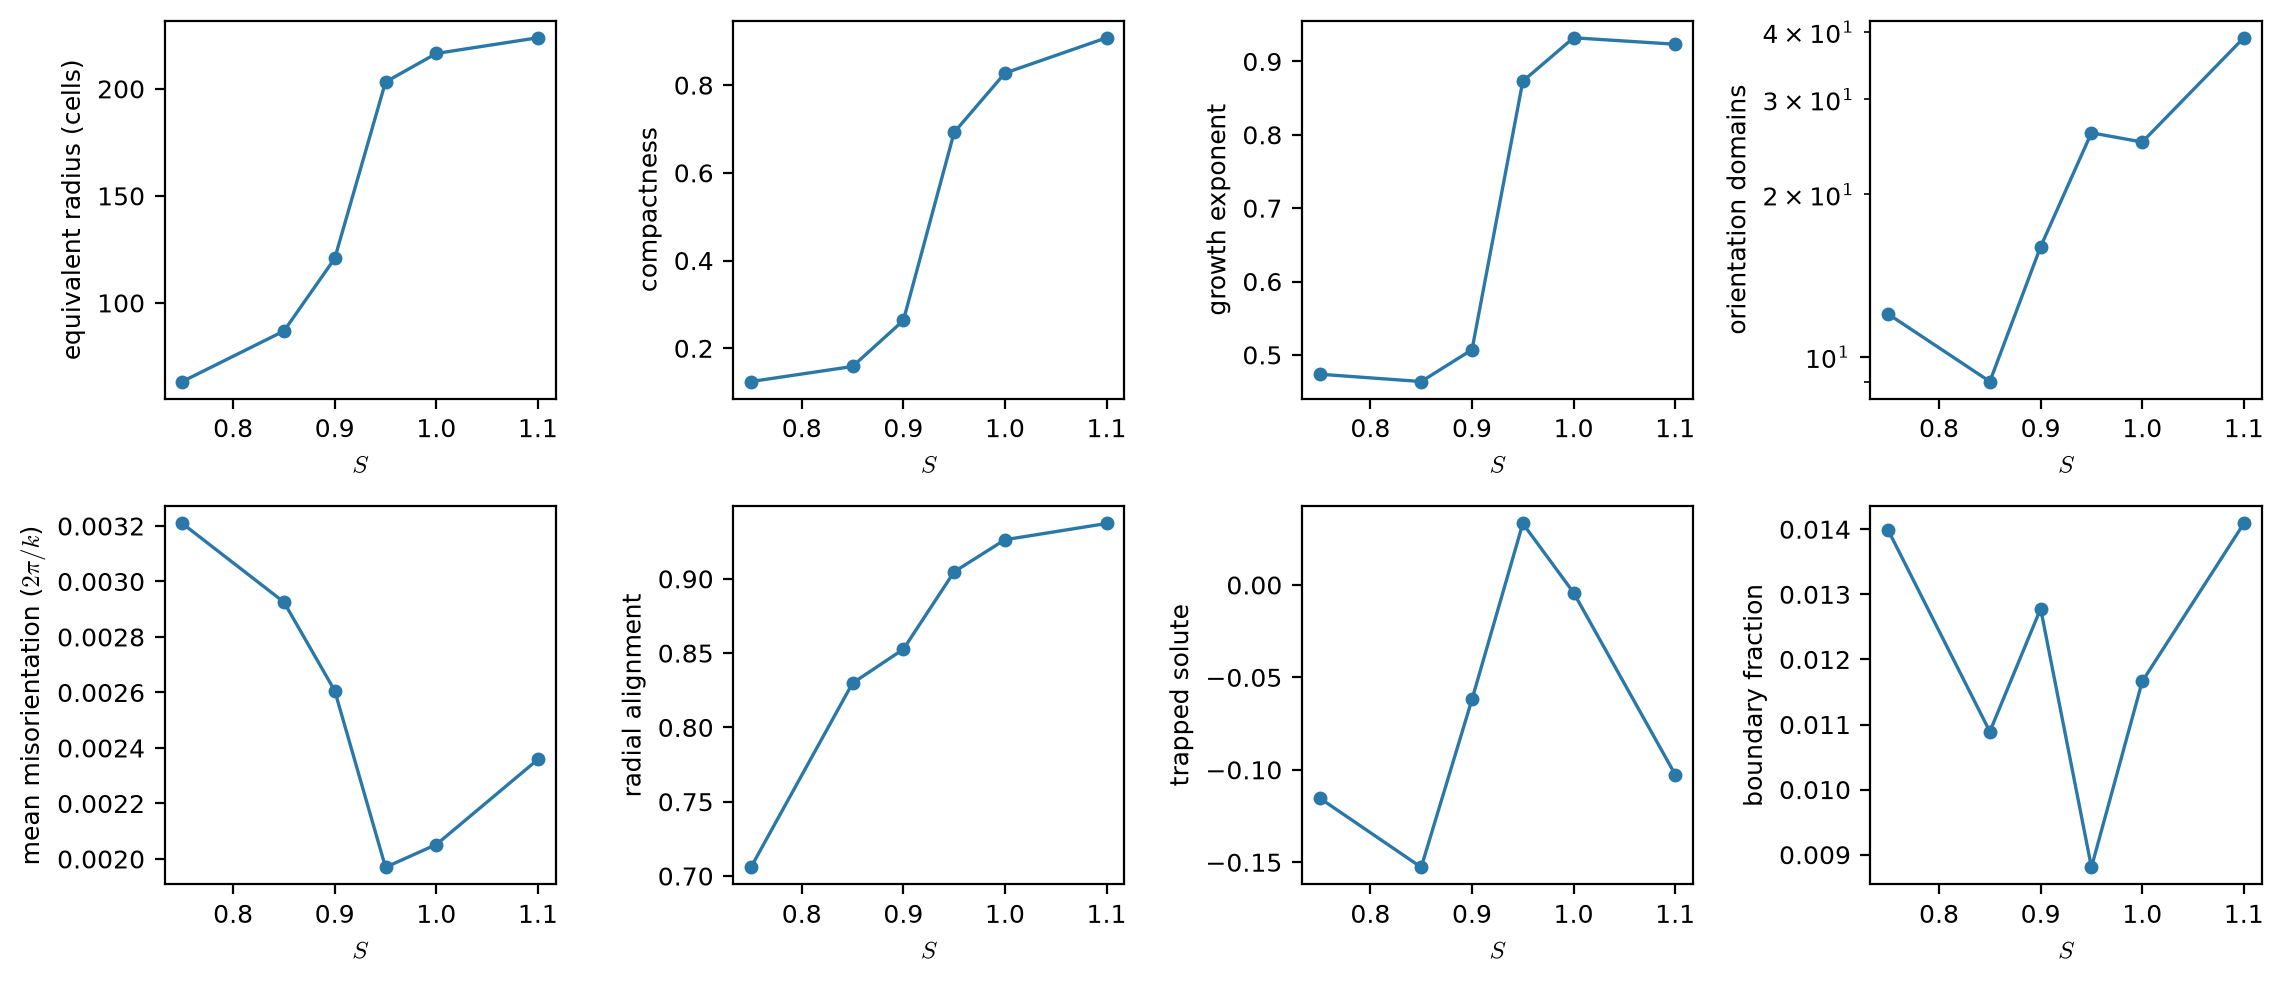 equivalent radius (cells)
200
150
100
0.8 0.9 1.0 1.1
S
compactness
0.8
0.6
0.4
0.2
0.8 0.9 1.0 1.1
S
growth exponent
0.9
0.8
0.7
0.6
0.5
0.8 0.9 1.0 1.1
S
orientation domains
4 × 10¹
3 × 10¹
2 × 10¹
10¹
0.8 0.9 1.0 1.1
S
mean misorientation (2π/k)
0.0032
0.0030
0.0028
0.0026
0.0024
0.0022
0.0020
0.8 0.9 1.0 1.1
S
radial alignment
0.90
0.85
0.80
0.75
0.70
0.8 0.9 1.0 1.1
S
trapped solute
0.00
−0.05
−0.10
−0.15
0.8 0.9 1.0 1.1
S
boundary fraction
0.014
0.013
0.012
0.011
0.010
0.009
0.8 0.9 1.0 1.1
S